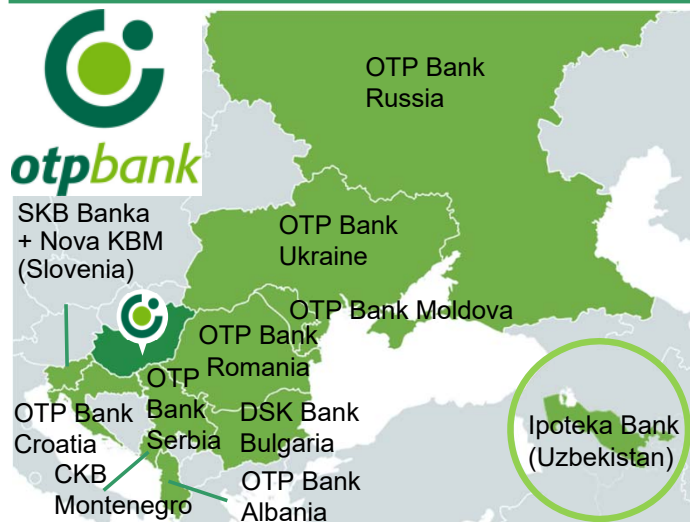 OTP Bank
Russia
otpbank
SKB Banka
+ Nova KBM
(Slovenia)
OTP Bank
Ukraine
OTP Bank Moldova
OTP Bank
Romania
OTP
Bank
Serbia
OTP Bank
Croatia
DSK Bank
Bulgaria
Ipoteka Bank
(Uzbekistan)
CKB
Montenegro
OTP Bank
Albania